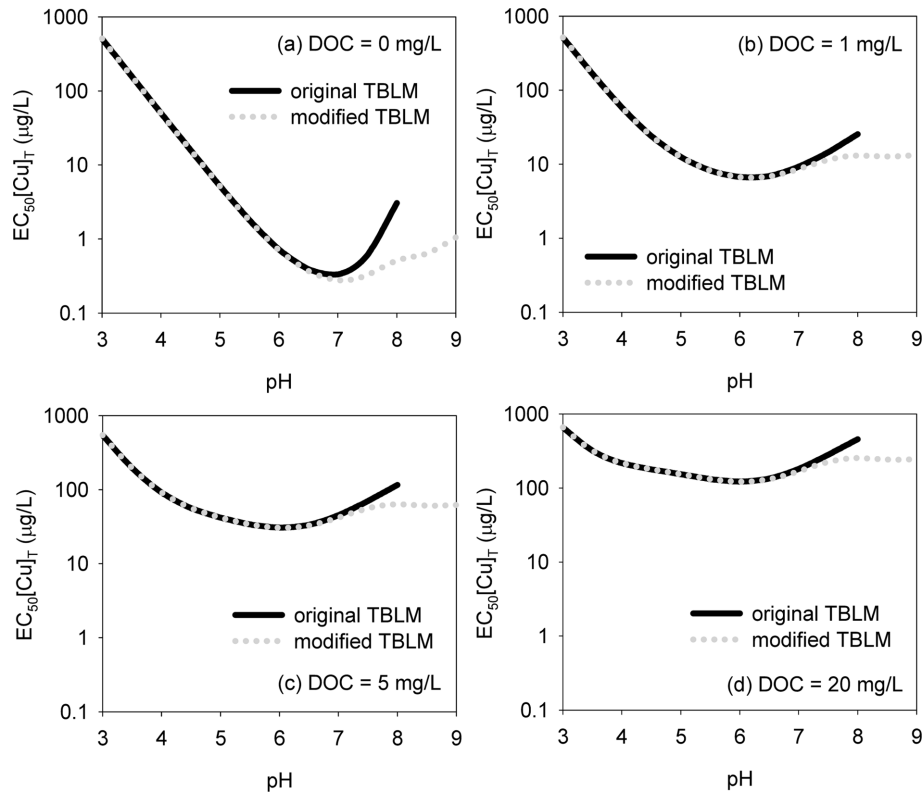 (a) DOC = 0 mg/L
original TBLM
modified TBLM
EC₅₀[Cu]_T (µg/L)
1000
100
10
1
0.1
3 4 5 6 7 8 9
pH
(b) DOC = 1 mg/L
original TBLM
modified TBLM
EC₅₀[Cu]_T (µg/L)
1000
100
10
1
0.1
3 4 5 6 7 8 9
pH
(c) DOC = 5 mg/L
original TBLM
modified TBLM
EC₅₀[Cu]_T (µg/L)
1000
100
10
1
0.1
3 4 5 6 7 8 9
pH
(d) DOC = 20 mg/L
original TBLM
modified TBLM
EC₅₀[Cu]_T (µg/L)
1000
100
10
1
0.1
3 4 5 6 7 8 9
pH